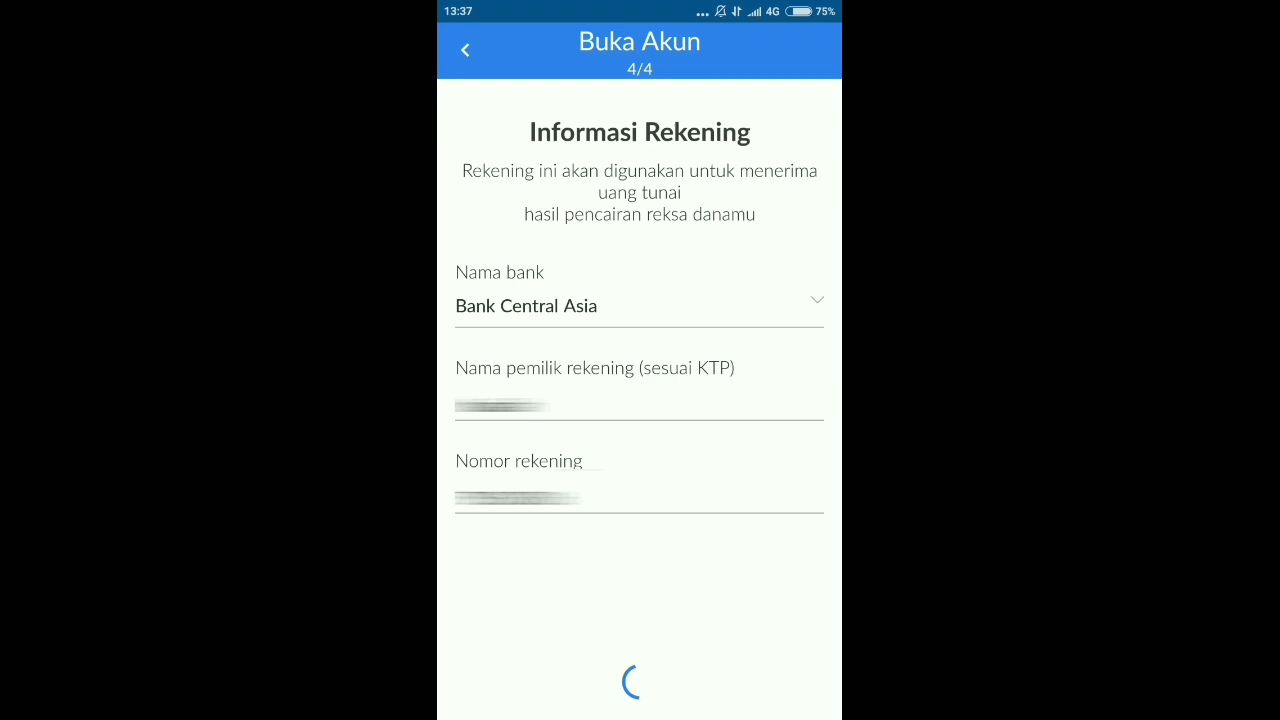 13:37
4G 75%
Buka Akun
4/4
Informasi Rekening
Rekening ini akan digunakan untuk menerima
uang tunai
hasil pencairan reksa danamu
Nama bank
Bank Central Asia
Nama pemilik rekening (sesuai KTP)
Nomor rekening